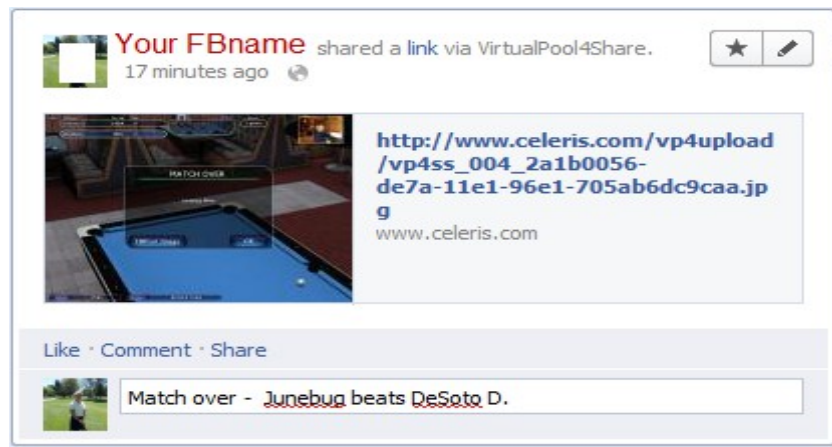 Your FBname shared a link via VirtualPool4Share.
17 minutes ago
http://www.celeris.com/vp4upload
/vp4ss_004_2a1b0056-
de7a-11e1-96e1-705ab6dc9caa.jp
g
www.celeris.com
MATCH OVER
OK
Like · Comment · Share
Match over - Junebug beats DeSoto D.